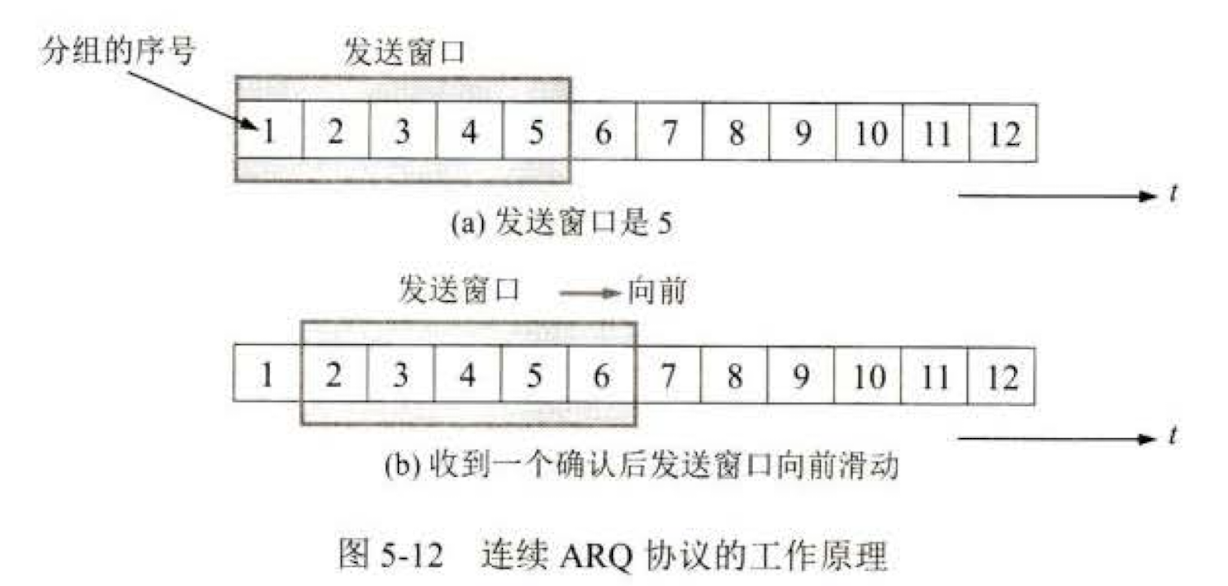 分组的序号
发送窗口
1 2 3 4 5 6 7 8 9 10 11 12
t
(a) 发送窗口是 5
发送窗口 向前
1 2 3 4 5 6 7 8 9 10 11 12
t
(b) 收到一个确认后发送窗口向前滑动
图 5-12 连续 ARQ 协议的工作原理